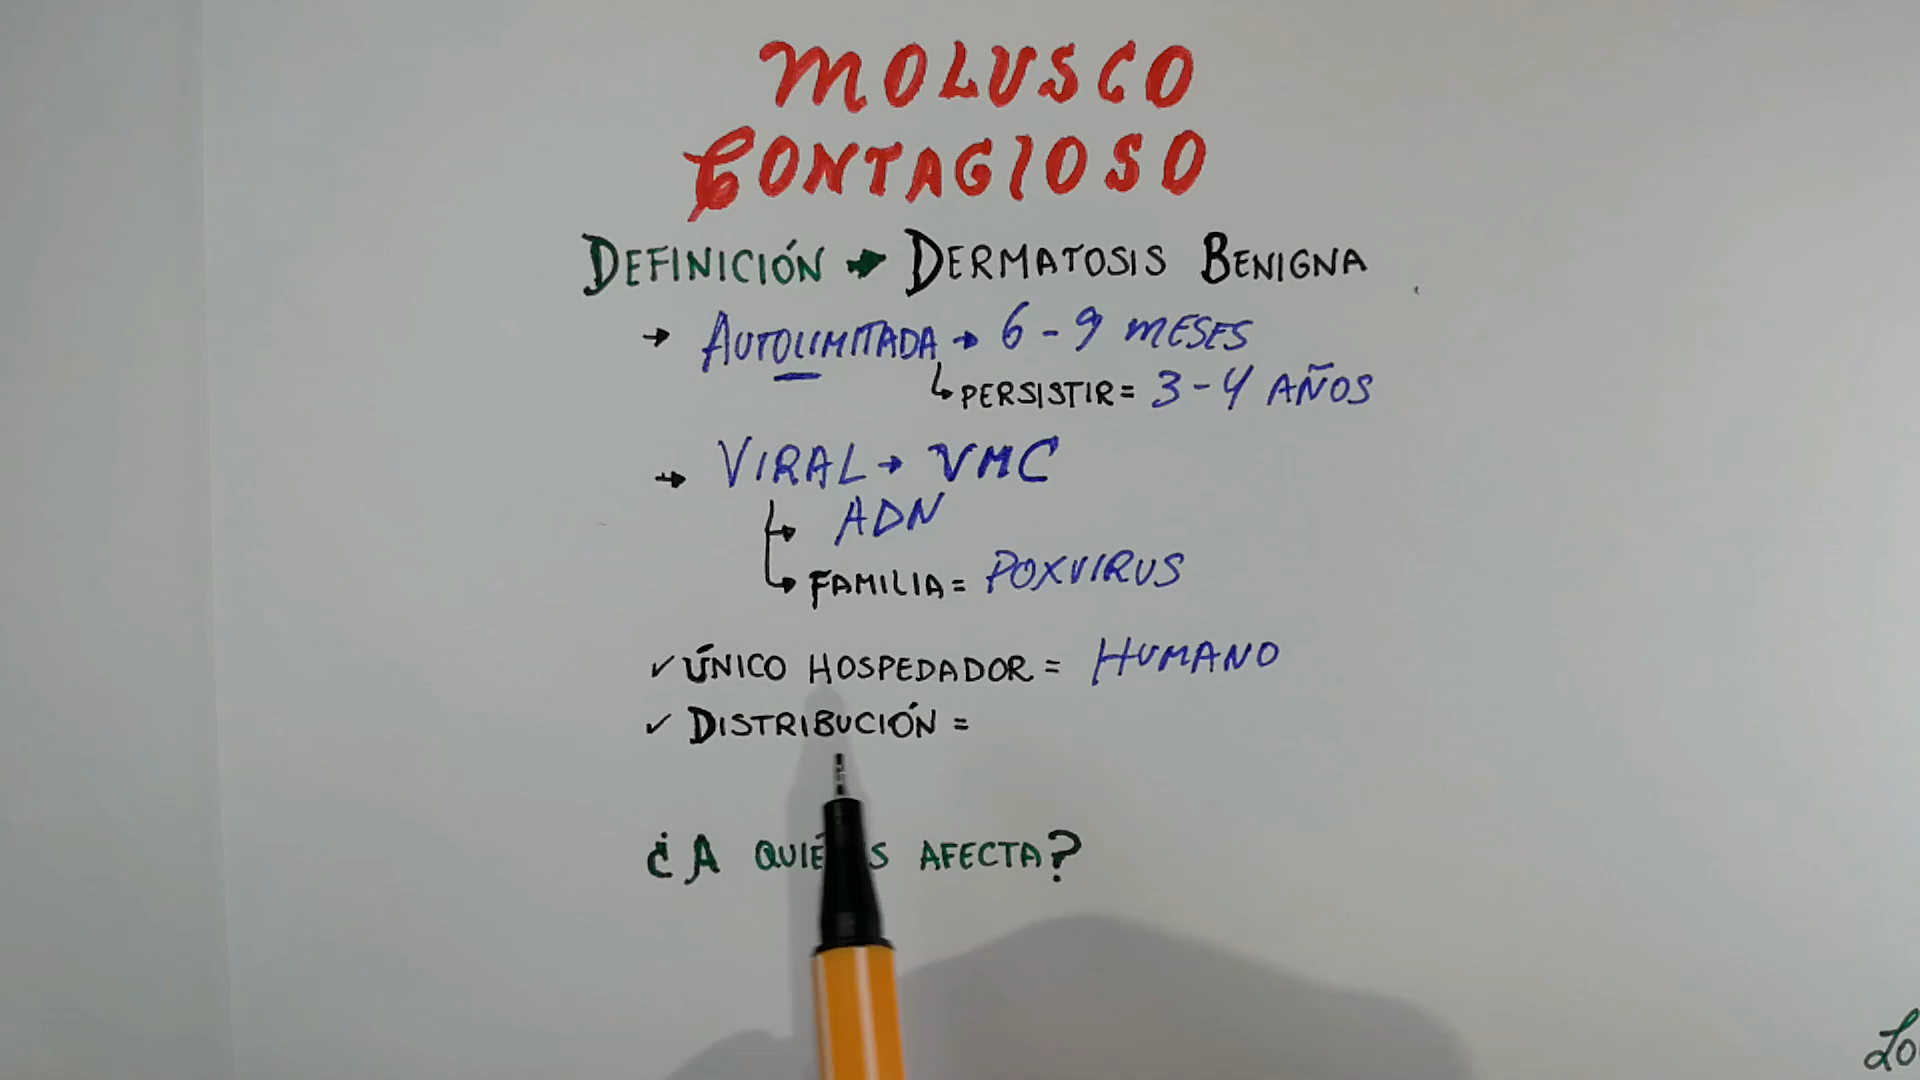 MOLUSCO
CONTAGIOSO
DEFINICIÓN → DERMATOSIS BENIGNA
→ AUTOLIMITADA → 6 - 9 MESES
↳ PERSISTIR = 3 - 4 AÑOS
→ VIRAL → VMC
→ ADN
↳ FAMILIA = POXVIRUS
✓ ÚNICO HOSPEDADOR = HUMANO
✓ DISTRIBUCIÓN =
¿A AFECTA?